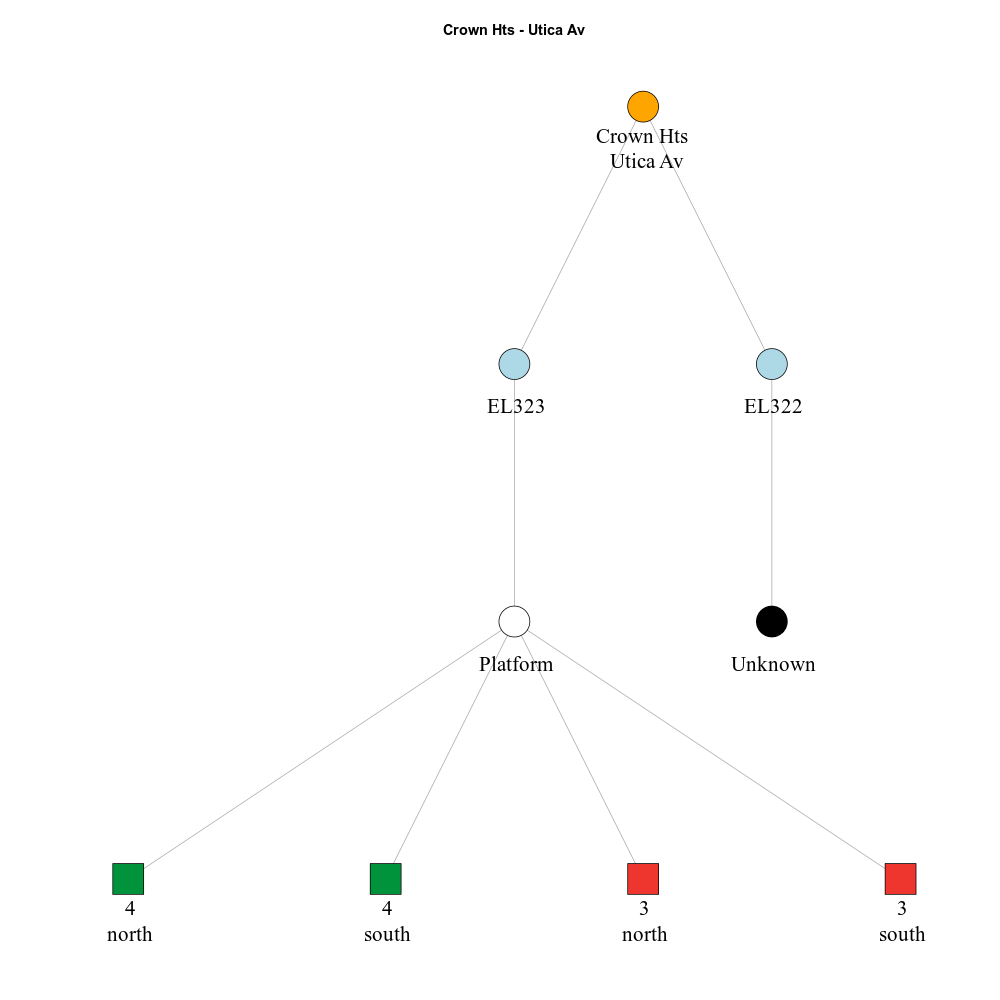 Crown Hts - Utica Av
Crown Hts
Utica Av
EL323
EL322
Platform
Unknown
4
north
4
south
3
north
3
south